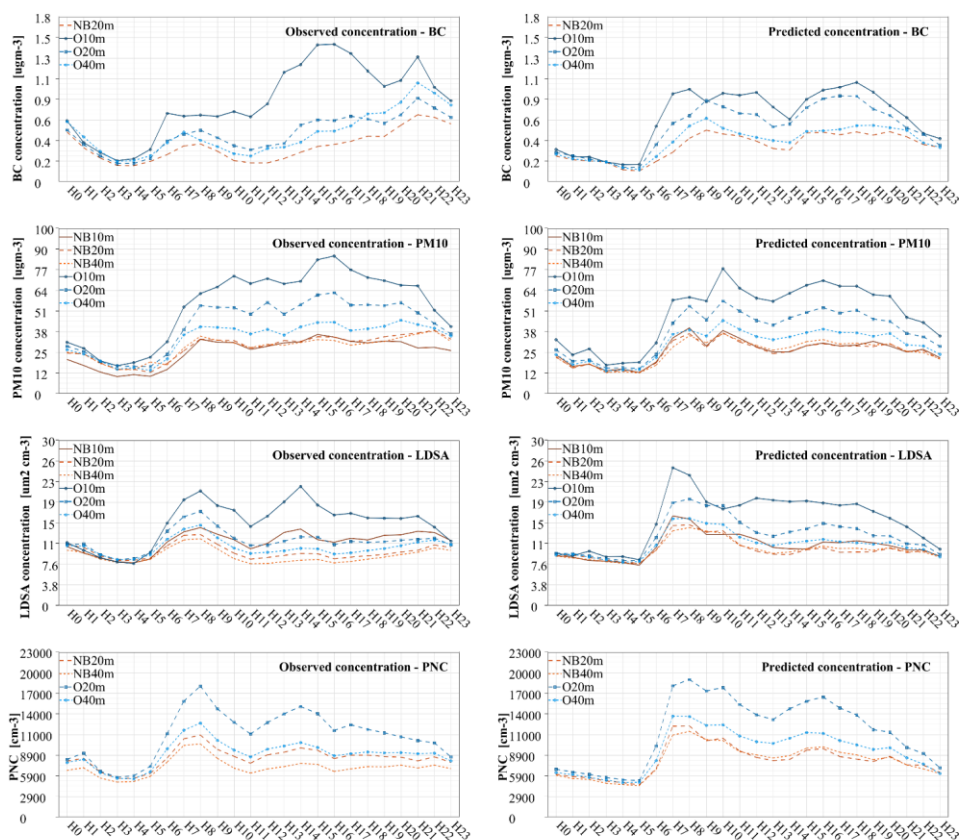 Observed concentration - BC
BC concentration [ugm-3]
1.8
1.5
1.3
1.1
0.9
0.6
0.4
0.2
0
NB20m
O10m
O20m
O40m
H0 H1 H2 H3 H4 H5 H6 H7 H8 H9 H10 H11 H12 H13 H14 H15 H16 H17 H18 H19 H20 H21 H22 H23
Predicted concentration - BC
BC concentration [ugm-3]
1.8
1.5
1.3
1.1
0.9
0.6
0.4
0.2
0
NB20m
O10m
O20m
O40m
H0 H1 H2 H3 H4 H5 H6 H7 H8 H9 H10 H11 H12 H13 H14 H15 H16 H17 H18 H19 H20 H21 H22 H23
Observed concentration - PM10
PM10 concentration [ugm-3]
100
90
77
64
51
38
25
12
0
NB10m
NB20m
NB40m
O10m
O20m
O40m
H0 H1 H2 H3 H4 H5 H6 H7 H8 H9 H10 H11 H12 H13 H14 H15 H16 H17 H18 H19 H20 H21 H22 H23
Predicted concentration - PM10
PM10 concentration [ugm-3]
100
90
77
64
51
38
25
12
0
NB10m
NB20m
NB40m
O10m
O20m
O40m
H0 H1 H2 H3 H4 H5 H6 H7 H8 H9 H10 H11 H12 H13 H14 H15 H16 H17 H18 H19 H20 H21 H22 H23
Observed concentration - LDSA
LDSA concentration [um2 cm-3]
30
26
23
19
15
11
7.6
3.8
0
NB10m
NB20m
NB40m
O10m
O20m
O40m
H0 H1 H2 H3 H4 H5 H6 H7 H8 H9 H10 H11 H12 H13 H14 H15 H16 H17 H18 H19 H20 H21 H22 H23
Predicted concentration - LDSA
LDSA concentration [um2 cm-3]
30
26
23
19
15
11
7.6
3.8
0
NB10m
NB20m
NB40m
O10m
O20m
O40m
H0 H1 H2 H3 H4 H5 H6 H7 H8 H9 H10 H11 H12 H13 H14 H15 H16 H17 H18 H19 H20 H21 H22 H23
Observed concentration - PNC
PNC [cm-3]
23000
17000
14000
11000
8900
5900
2900
0
NB20m
NB40m
O20m
O40m
H0 H1 H2 H3 H4 H5 H6 H7 H8 H9 H10 H11 H12 H13 H14 H15 H16 H17 H18 H19 H20 H21 H22 H23
Predicted concentration - PNC
PNC [cm-3]
23000
17000
14000
11000
8900
5900
2900
0
NB20m
NB40m
O20m
O40m
H0 H1 H2 H3 H4 H5 H6 H7 H8 H9 H10 H11 H12 H13 H14 H15 H16 H17 H18 H19 H20 H21 H22 H23